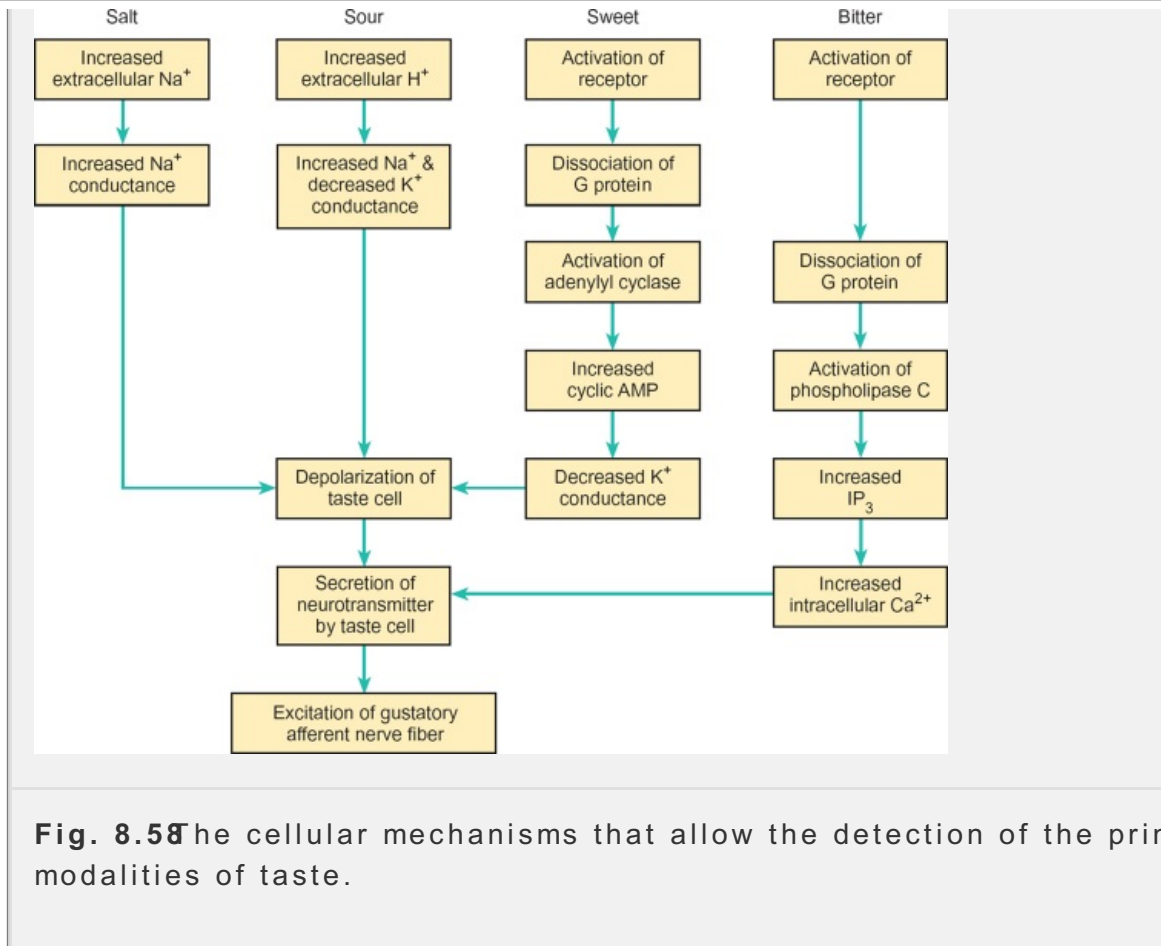 Salt
Sour
Sweet
Bitter
Increased
extracellular Na⁺
Increased
extracellular H⁺
Activation of
receptor
Activation of
receptor
Increased Na⁺
conductance
Increased Na⁺ &
decreased K⁺
conductance
Dissociation of
G protein
Activation of
adenylyl cyclase
Dissociation of
G protein
Increased
cyclic AMP
Activation of
phospholipase C
Depolarization of
taste cell
Decreased K⁺
conductance
Increased
IP₃
Secretion of
neurotransmitter
by taste cell
Increased
intracellular Ca²⁺
Excitation of gustatory
afferent nerve fiber
Fig. 8.58 The cellular mechanisms that allow the detection of the
modalities of taste.